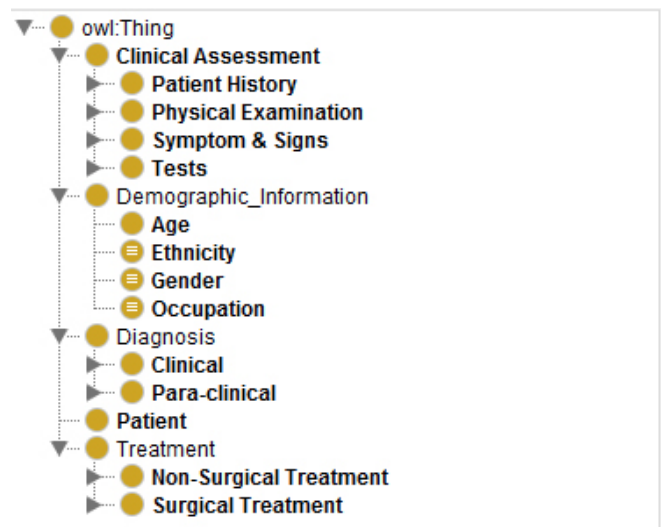 owl:Thing
Clinical Assessment
Patient History
Physical Examination
Symptom & Signs
Tests
Demographic_Information
Age
Ethnicity
Gender
Occupation
Diagnosis
Clinical
Para-clinical
Patient
Treatment
Non-Surgical Treatment
Surgical Treatment